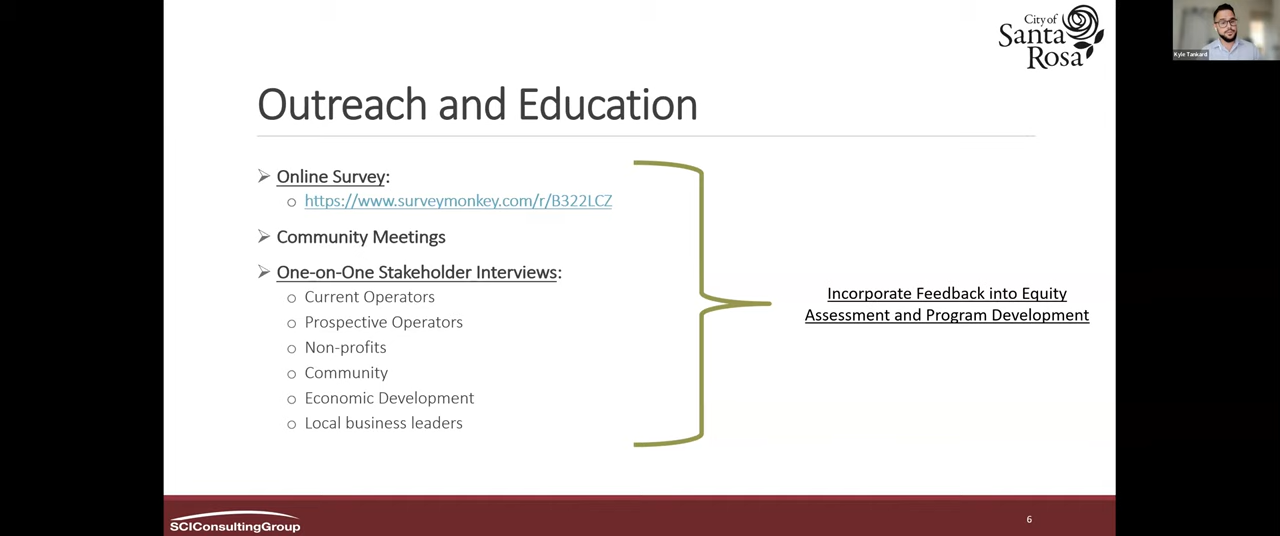 City of
Santa
Rosa
Kyle Tankard
Outreach and Education
Online Survey:
https://www.surveymonkey.com/r/B322LCZ
Community Meetings
One-on-One Stakeholder Interviews:
Current Operators
Prospective Operators
Non-profits
Community
Economic Development
Local business leaders
Incorporate Feedback into Equity
Assessment and Program Development
SCIConsultingGroup
6